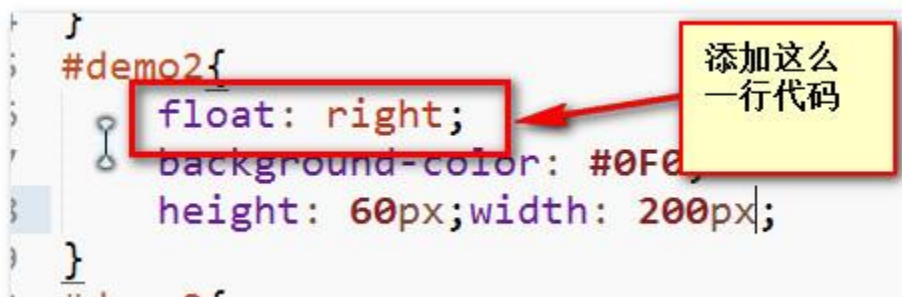 }
#demo2{
float: right;
background-color: #0F0;
height: 60px;width: 200px;
}
添加这么
一行代码